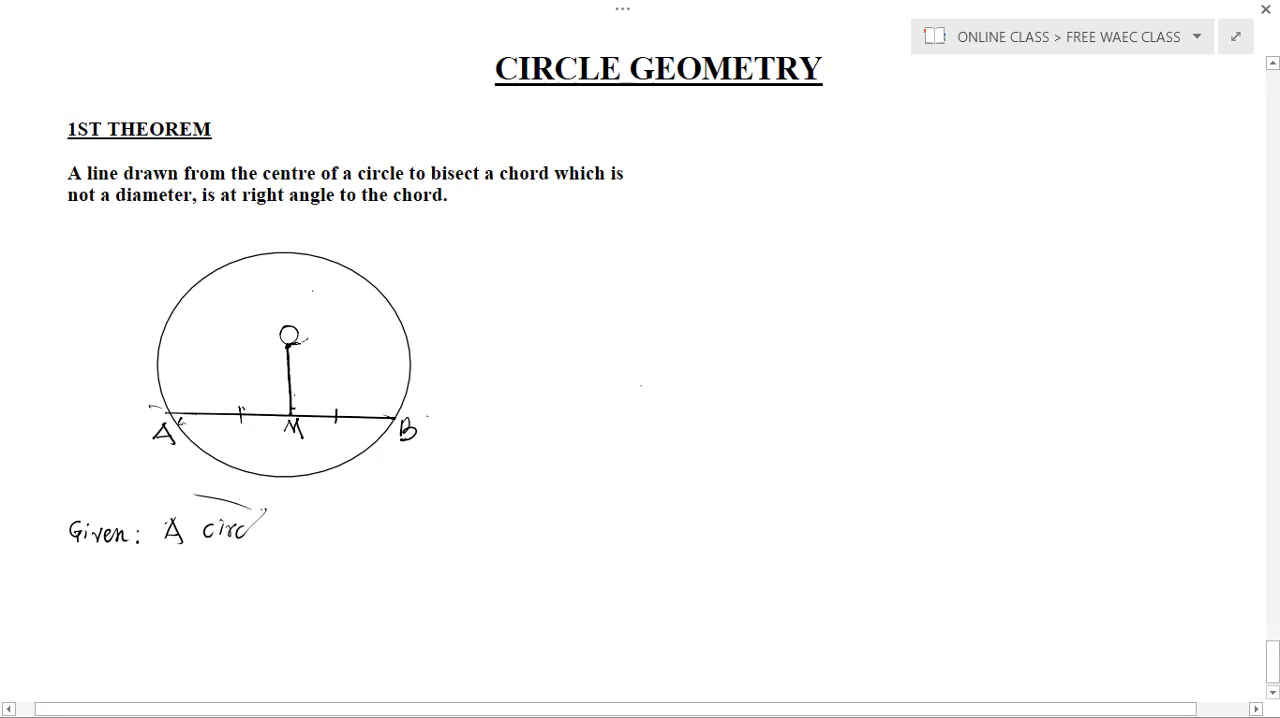 ONLINE CLASS > FREE WAEC CLASS
CIRCLE GEOMETRY
1ST THEOREM
A line drawn from the centre of a circle to bisect a chord which is
not a diameter, is at right angle to the chord.
A M B
Given: A circ